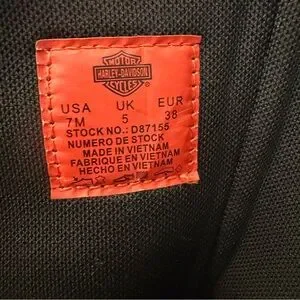 MOTOR
HARLEY-DAVIDSON
CYCLES
USA UK EUR
7M 5 38
STOCK NO.: D87155
NUMERO DE STOCK
MADE IN VIETNAM
FABRIQUE EN VIETNAM
HECHO EN VIETNAM